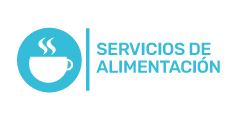 SERVICIOS DE
ALIMENTACIÓN